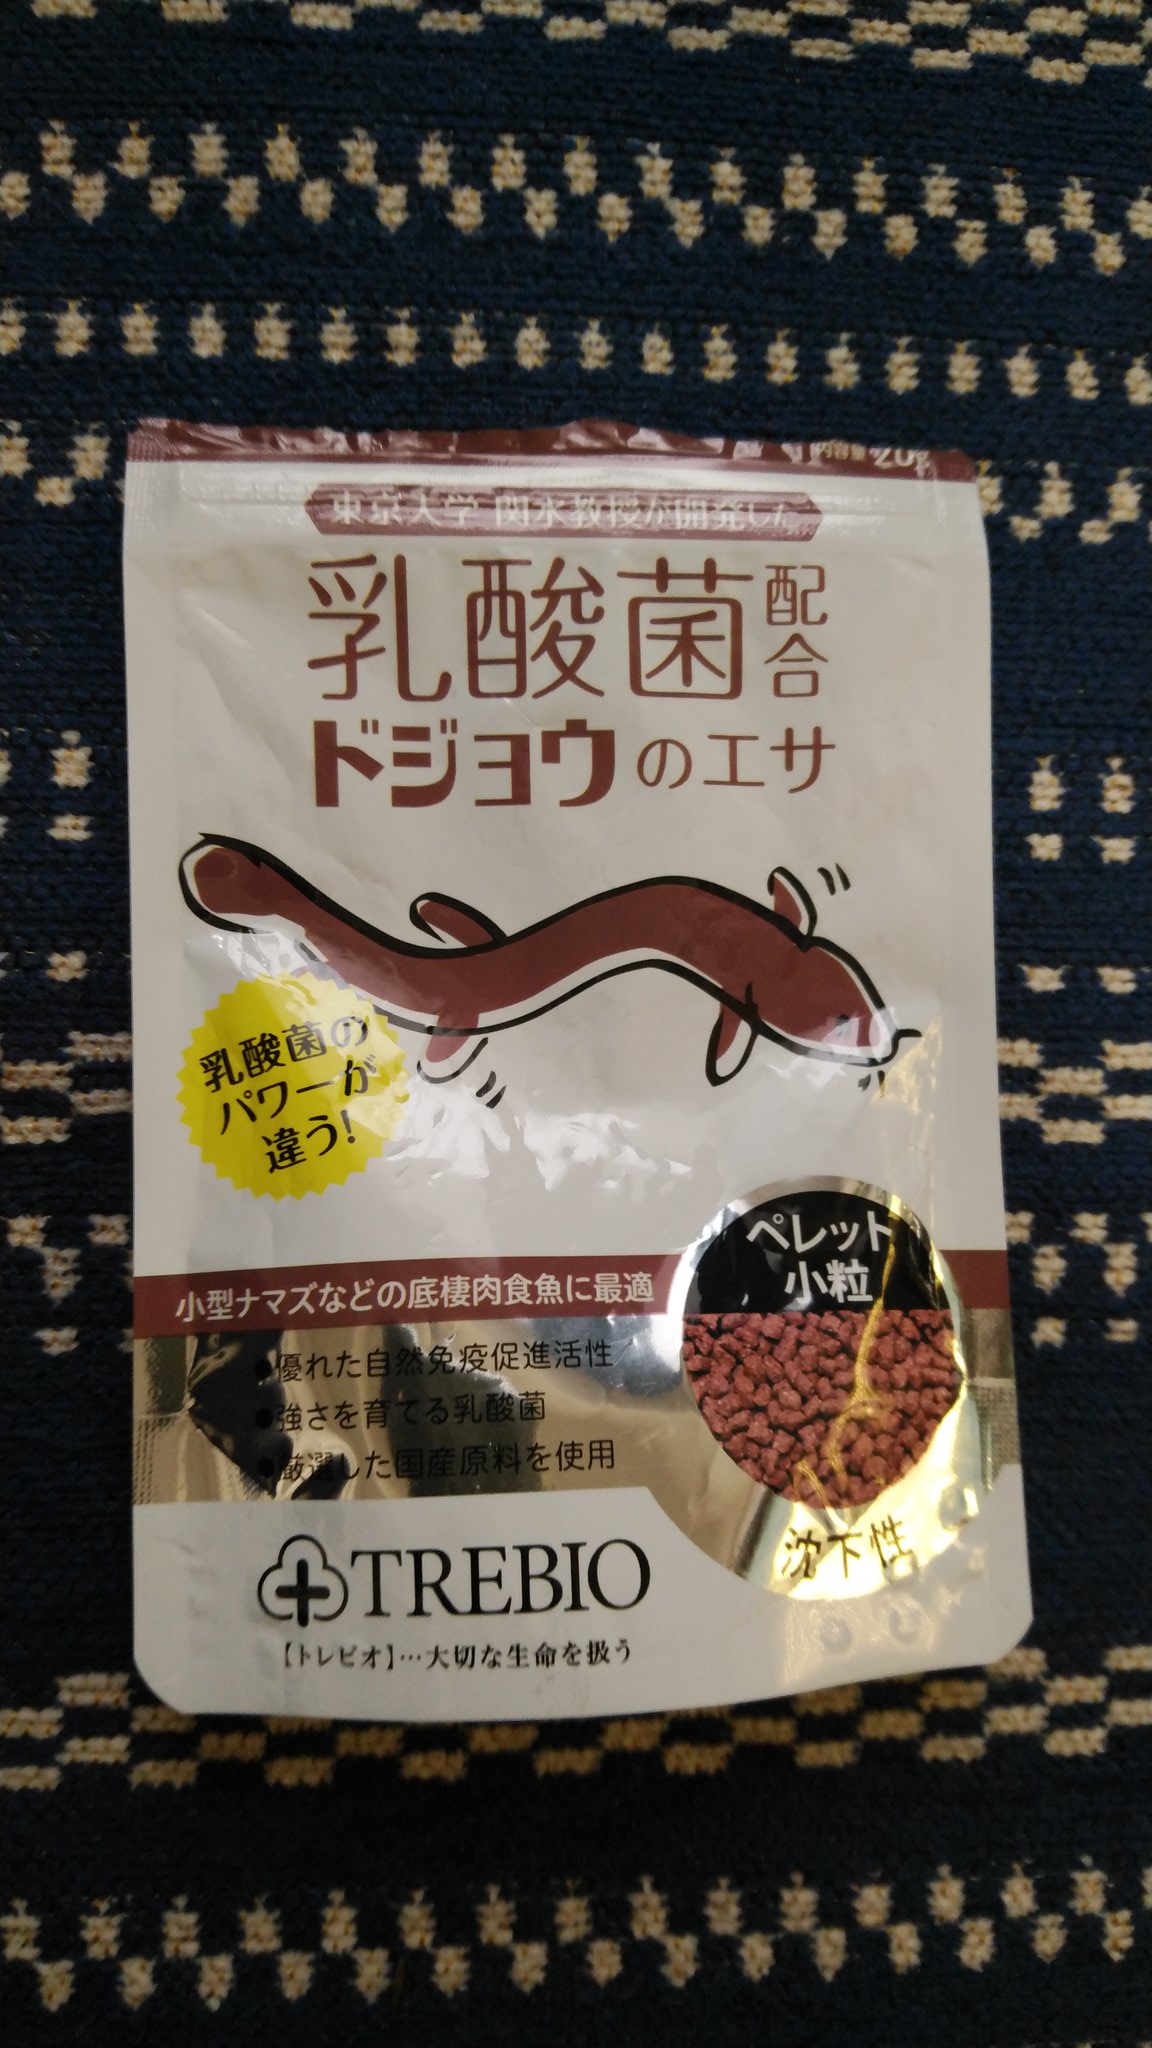 内容量 20g
東京大学 関水教授が開発した
乳酸菌配合
ドジョウのエサ
乳酸菌の
パワーが
違う!
ペレット
小粒
小型ナマズなどの底棲肉食魚に最適
●優れた自然免疫促進活性
●強さを育てる乳酸菌
●厳選した国産原料を使用
沈下性
TREBIO
【トレビオ】…大切な生命を扱う